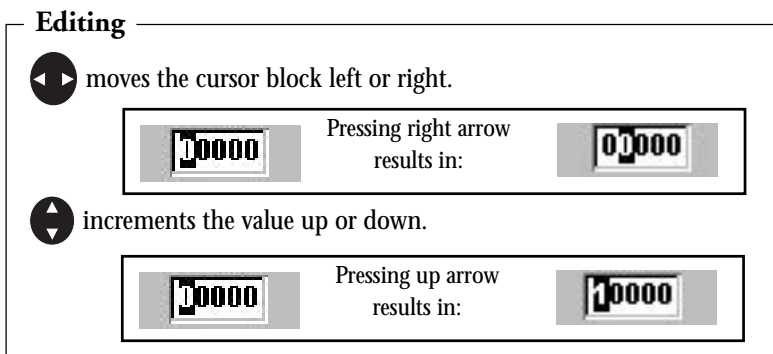 Editing
moves the cursor block left or right.
00000
Pressing right arrow
results in:
00000
increments the value up or down.
00000
Pressing up arrow
results in:
10000